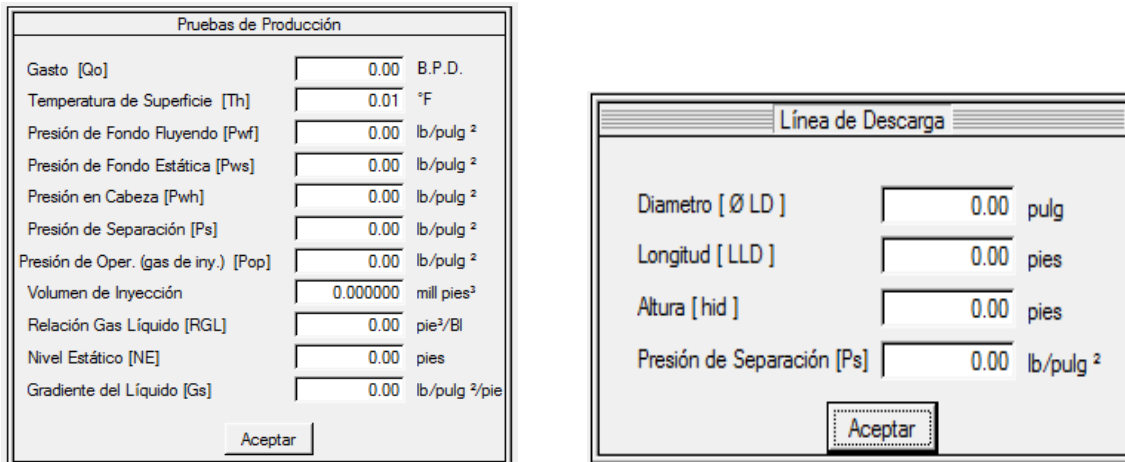 Pruebas de Producción
Gasto [Qo] 0.00 B.P.D.
Temperatura de Superficie [Th] 0.01 °F
Presión de Fondo Fluyendo [Pwf] 0.00 lb/pulg ²
Presión de Fondo Estática [Pws] 0.00 lb/pulg ²
Presión en Cabeza [Pwh] 0.00 lb/pulg ²
Presión de Separación [Ps] 0.00 lb/pulg ²
Presión de Oper. (gas de iny.) [Pop] 0.00 lb/pulg ²
Volumen de Inyección 0.000000 mill pies³
Relación Gas Líquido [RGL] 0.00 pie³/Bl
Nivel Estático [NE] 0.00 pies
Gradiente del Líquido [Gs] 0.00 lb/pulg ²/pie
Aceptar
Línea de Descarga
Diametro [ Ø LD ] 0.00 pulg
Longitud [ LLD ] 0.00 pies
Altura [ hid ] 0.00 pies
Presión de Separación [Ps] 0.00 lb/pulg ²
Aceptar